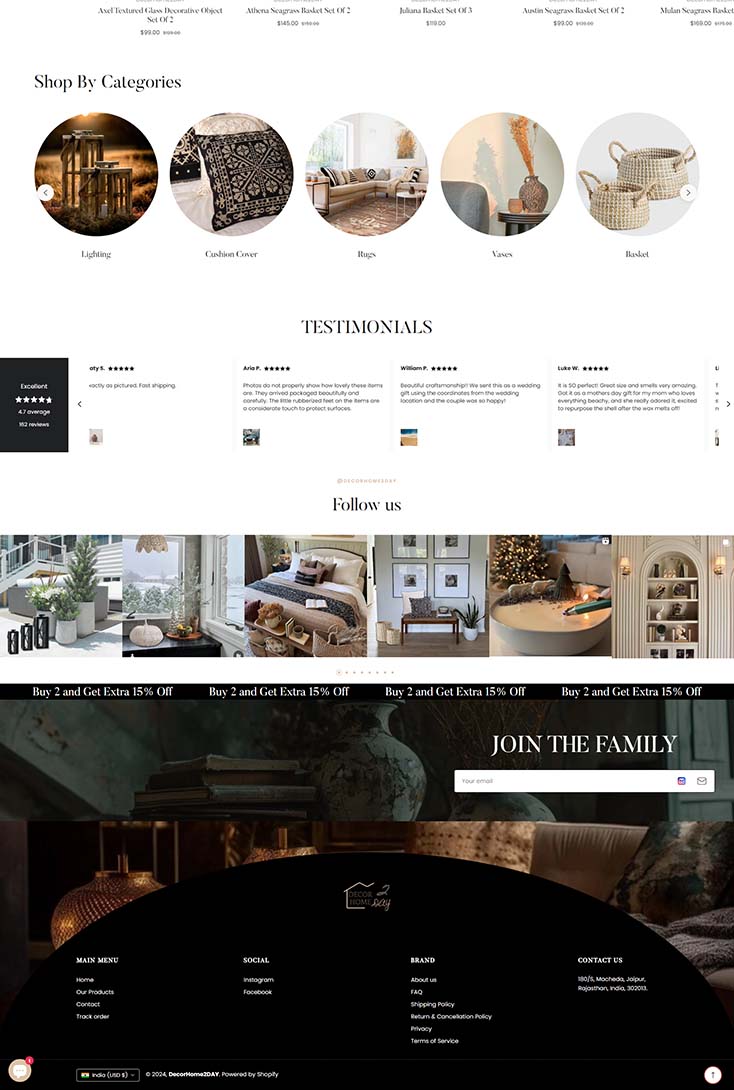 Axel Textured Glass Decorative Object
Set Of 2
$99.00 $129.00
Athena Seagrass Basket Set Of 2
$145.00 $159.00
Juliana Basket Set Of 3
$119.00
Austin Seagrass Basket Set Of 2
$99.00 $139.00
Mulan Seagrass Basket
$169.00 $175.00
Shop By Categories
Lighting
Cushion Cover
Rugs
Vases
Basket
TESTIMONIALS
Excellent
4.7 average
162 reviews
aty S.
actly as pictured. Fast shipping.
Aria P.
Photos do not properly show how lovely these items
are. They arrived packaged beautifully and
carefully. The little rubberized feet on the items are
a considerate touch to protect surfaces
William P.
Beautiful craftsmanship!! We sent this as a wedding
gift using the coordinates from the wedding
location and the couple was so happy!
Luke W.
It is SO perfect! Great size and smells very amazing.
Got it as a mothers day gift for my mom who loves
everything beachy, and she really adored it, excited
to repurpose the shell after the wax melts off!
@DECORHOME2DAY
Follow us
Buy 2 and Get Extra 15% Off Buy 2 and Get Extra 15% Off Buy 2 and Get Extra 15% Off Buy 2 and Get Extra 15% Off
JOIN THE FAMILY
Your email
DECOR 2
HOME DAY
MAIN MENU
Home
Our Products
Contact
Track order
SOCIAL
Instagram
Facebook
BRAND
About us
FAQ
Shipping Policy
Return & Cancellation Policy
Privacy
Terms of Service
CONTACT US
180/5, Macheda, Jaipur,
Rajasthan, India, 302013.
1
India (USD $)
© 2024, DecorHome2DAY. Powered by Shopify